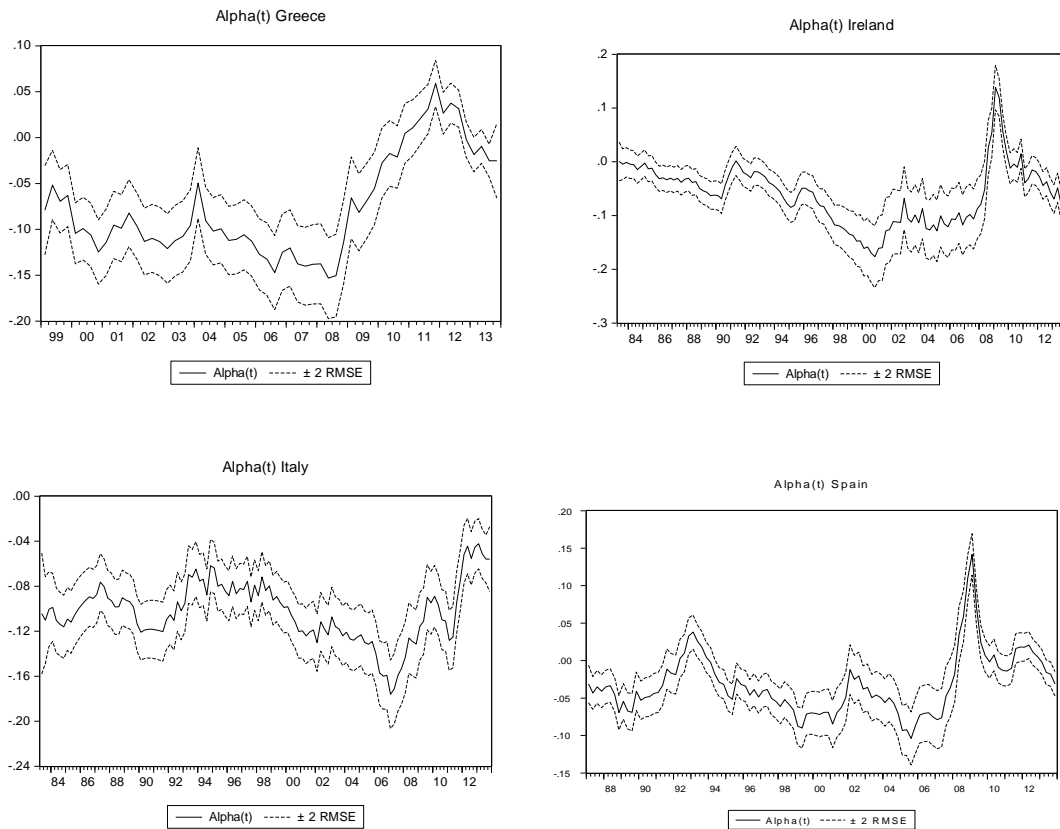 Alpha(t) Greece
.10
.05
.00
-.05
-.10
-.15
-.20
99 00 01 02 03 04 05 06 07 08 09 10 11 12 13
Alpha(t) ± 2 RMSE
Alpha(t) Ireland
.2
.1
.0
-.1
-.2
-.3
84 86 88 90 92 94 96 98 00 02 04 06 08 10 12
Alpha(t) ± 2 RMSE
Alpha(t) Italy
.00
-.04
-.08
-.12
-.16
-.20
-.24
84 86 88 90 92 94 96 98 00 02 04 06 08 10 12
Alpha(t) ± 2 RMSE
Alpha(t) Spain
.20
.15
.10
.05
.00
-.05
-.10
-.15
88 90 92 94 96 98 00 02 04 06 08 10 12
Alpha(t) ± 2 RMSE